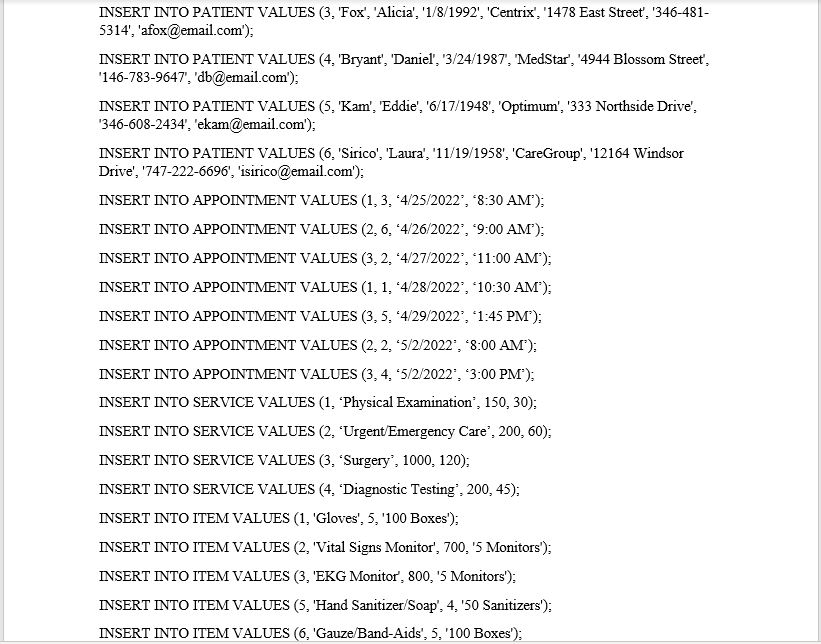 INSERT INTO PATIENT VALUES (3, 'Fox', 'Alicia', '1/8/1992', 'Centrix', '1478 East Street', '346-481-
5314', 'afox@email.com');
INSERT INTO PATIENT VALUES (4, 'Bryant', 'Daniel', '3/24/1987', 'MedStar', '4944 Blossom Street',
'146-783-9647', 'db@email.com');
INSERT INTO PATIENT VALUES (5, 'Kam', 'Eddie', '6/17/1948', 'Optimum', '333 Northside Drive',
'346-608-2434', 'ekam@email.com');
INSERT INTO PATIENT VALUES (6, 'Sirico', 'Laura', '11/19/1958', 'CareGroup', '12164 Windsor
Drive', '747-222-6696', 'isirico@email.com');
INSERT INTO APPOINTMENT VALUES (1, 3, ‘4/25/2022’, ‘8:30 AM’);
INSERT INTO APPOINTMENT VALUES (2, 6, ‘4/26/2022’, ‘9:00 AM’);
INSERT INTO APPOINTMENT VALUES (3, 2, ‘4/27/2022’, ‘11:00 AM’);
INSERT INTO APPOINTMENT VALUES (1, 1, ‘4/28/2022’, ‘10:30 AM’);
INSERT INTO APPOINTMENT VALUES (3, 5, ‘4/29/2022’, ‘1:45 PM’);
INSERT INTO APPOINTMENT VALUES (2, 2, ‘5/2/2022’, ‘8:00 AM’);
INSERT INTO APPOINTMENT VALUES (3, 4, ‘5/2/2022’, ‘3:00 PM’);
INSERT INTO SERVICE VALUES (1, ‘Physical Examination’, 150, 30);
INSERT INTO SERVICE VALUES (2, ‘Urgent/Emergency Care’, 200, 60);
INSERT INTO SERVICE VALUES (3, ‘Surgery’, 1000, 120);
INSERT INTO SERVICE VALUES (4, ‘Diagnostic Testing’, 200, 45);
INSERT INTO ITEM VALUES (1, 'Gloves', 5, '100 Boxes');
INSERT INTO ITEM VALUES (2, 'Vital Signs Monitor', 700, '5 Monitors');
INSERT INTO ITEM VALUES (3, 'EKG Monitor', 800, '5 Monitors');
INSERT INTO ITEM VALUES (5, 'Hand Sanitizer/Soap', 4, '50 Sanitizers');
INSERT INTO ITEM VALUES (6, 'Gauze/Band-Aids', 5, '100 Boxes');